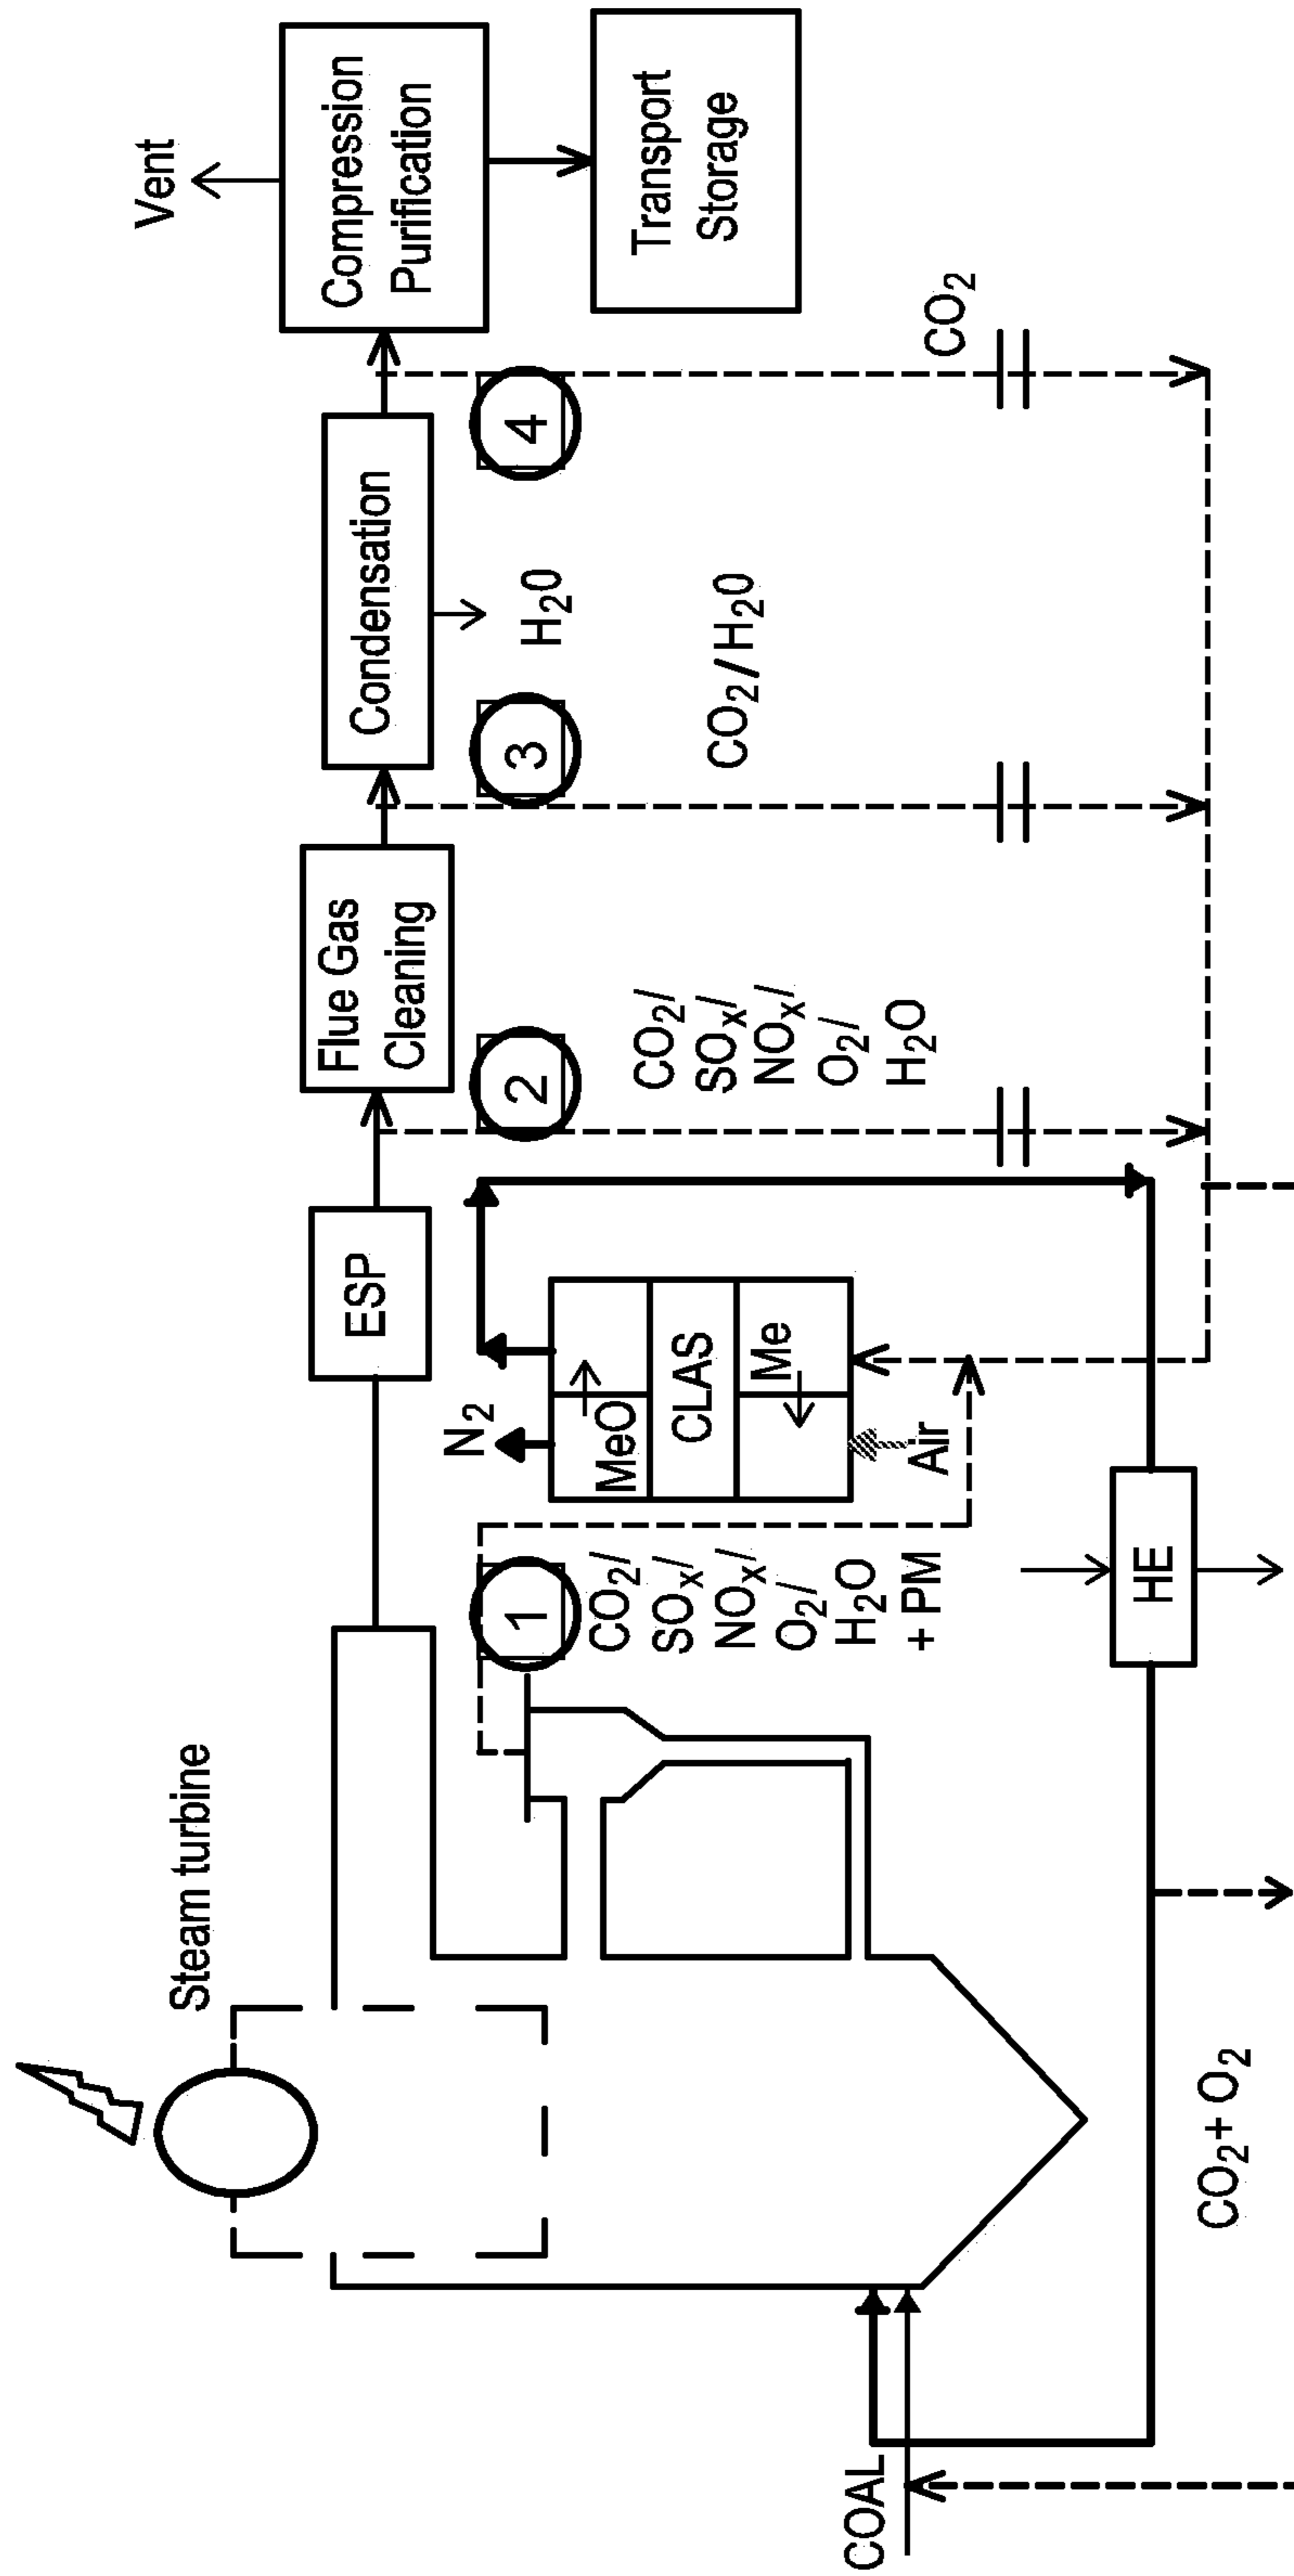 Steam turbine
ESP
Flue Gas
Cleaning
Condensation
Compression
Purification
Vent
Transport
Storage
1
CO2/
SOx/
NOx/
O2/
H2O
+ PM
N2
MeO
CLAS
Me
Air
2
CO2/
SOx/
NOx/
O2/
H2O
3
H20
CO2/H20
4
CO2
COAL
CO2+ O2
HE